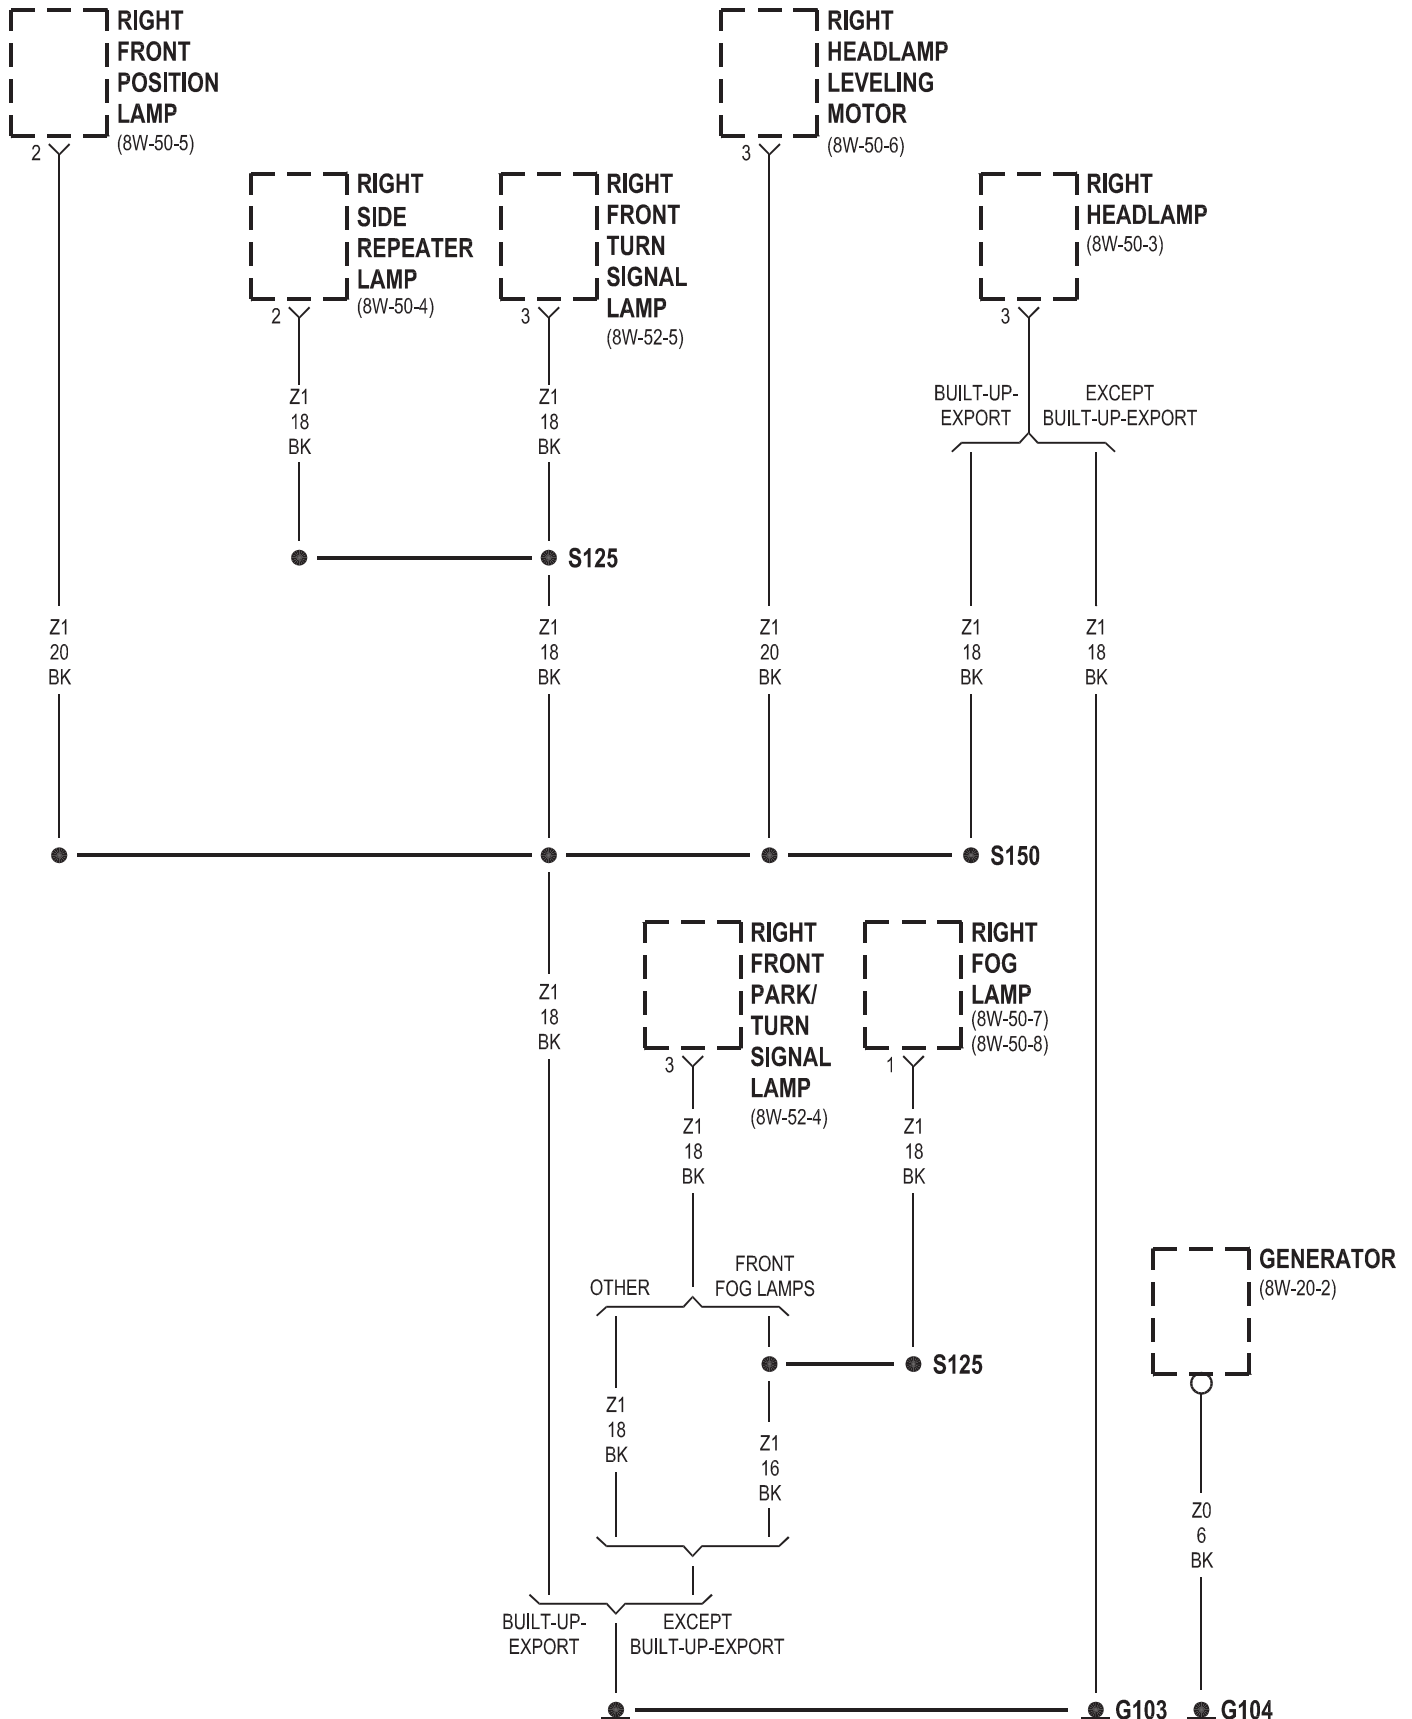 RIGHT
FRONT
POSITION
LAMP
(8W-50-5)
2
RIGHT
HEADLAMP
LEVELING
MOTOR
(8W-50-6)
3
RIGHT
SIDE
REPEATER
LAMP
(8W-50-4)
2
RIGHT
FRONT
TURN
SIGNAL
LAMP
(8W-52-5)
3
RIGHT
HEADLAMP
(8W-50-3)
3
Z1
18
BK
Z1
18
BK
BUILT-UP-
EXPORT
EXCEPT
BUILT-UP-EXPORT
S125
Z1
20
BK
Z1
18
BK
Z1
20
BK
Z1
18
BK
Z1
18
BK
S150
RIGHT
FRONT
PARK/
TURN
SIGNAL
LAMP
(8W-52-4)
3
RIGHT
FOG
LAMP
(8W-50-7)
(8W-50-8)
1
Z1
18
BK
Z1
18
BK
Z1
18
BK
OTHER
FRONT
FOG LAMPS
GENERATOR
(8W-20-2)
S125
Z1
18
BK
Z1
16
BK
Z0
6
BK
BUILT-UP-
EXPORT
EXCEPT
BUILT-UP-EXPORT
G103
G104